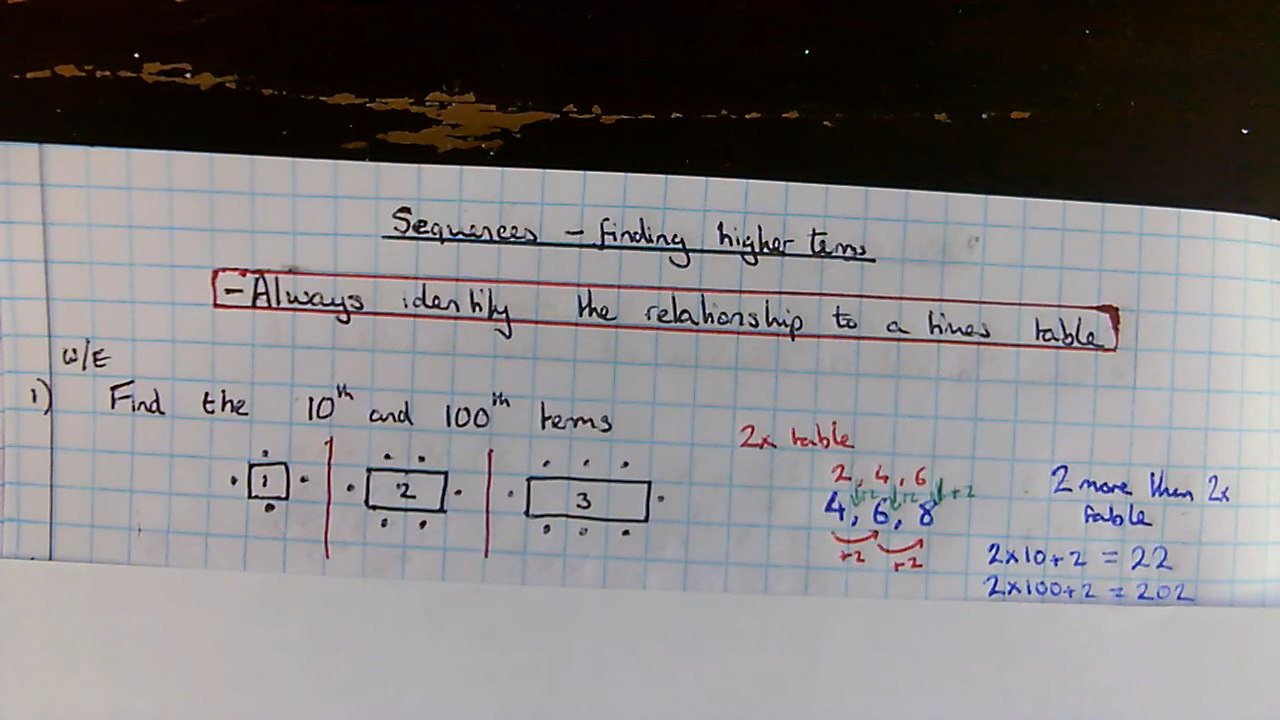 Sequences - finding higher terms
- Always identify the relationship to a times table
W/E
1) Find the 10th and 100th terms
1 2 3
2x table
2, 4, 6
+2 +2 +2
4, 6, 8
+2 +2
2 more than 2x
table
2x10+2 = 22
2x100+2 = 202